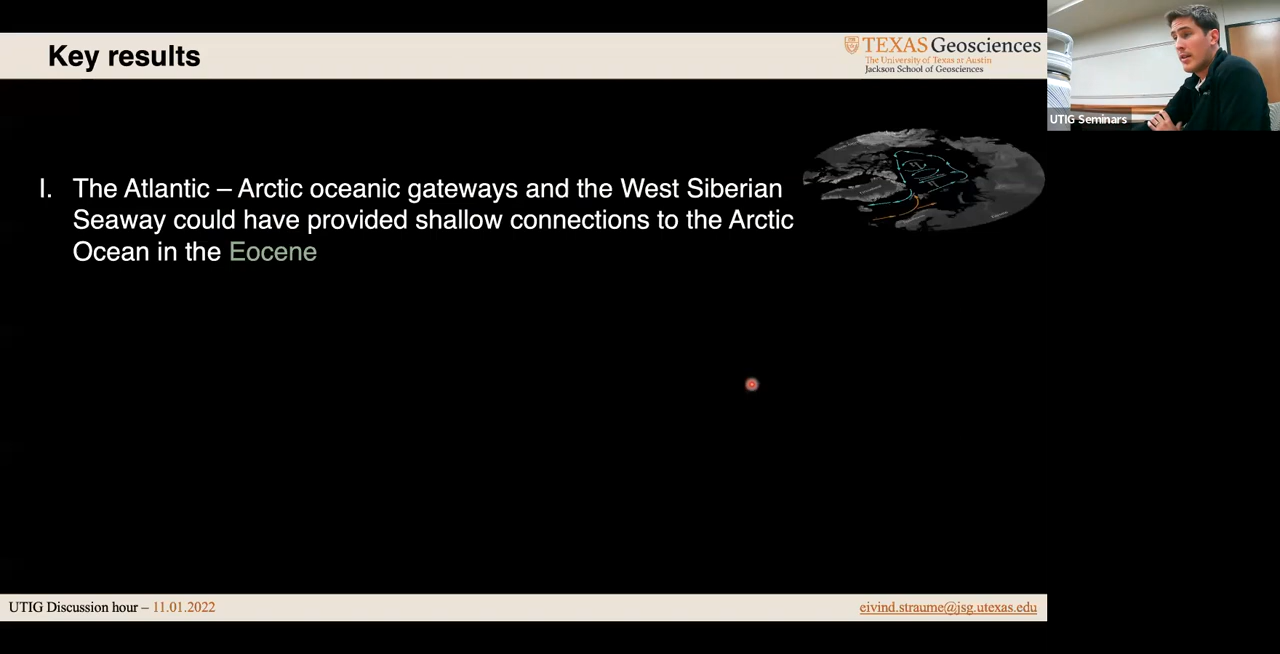 Key results
TEXAS Geosciences
The University of Texas at Austin
Jackson School of Geosciences
UTIG Seminars
I. The Atlantic – Arctic oceanic gateways and the West Siberian
Seaway could have provided shallow connections to the Arctic
Ocean in the Eocene
UTIG Discussion hour – 11.01.2022
eivind.straume@jsg.utexas.edu